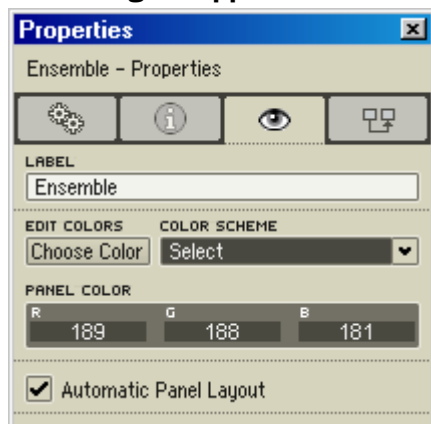 Properties
Ensemble – Properties
LABEL
Ensemble
EDIT COLORS COLOR SCHEME
Choose Color Select
PANEL COLOR
R G B
189 188 181
Automatic Panel Layout